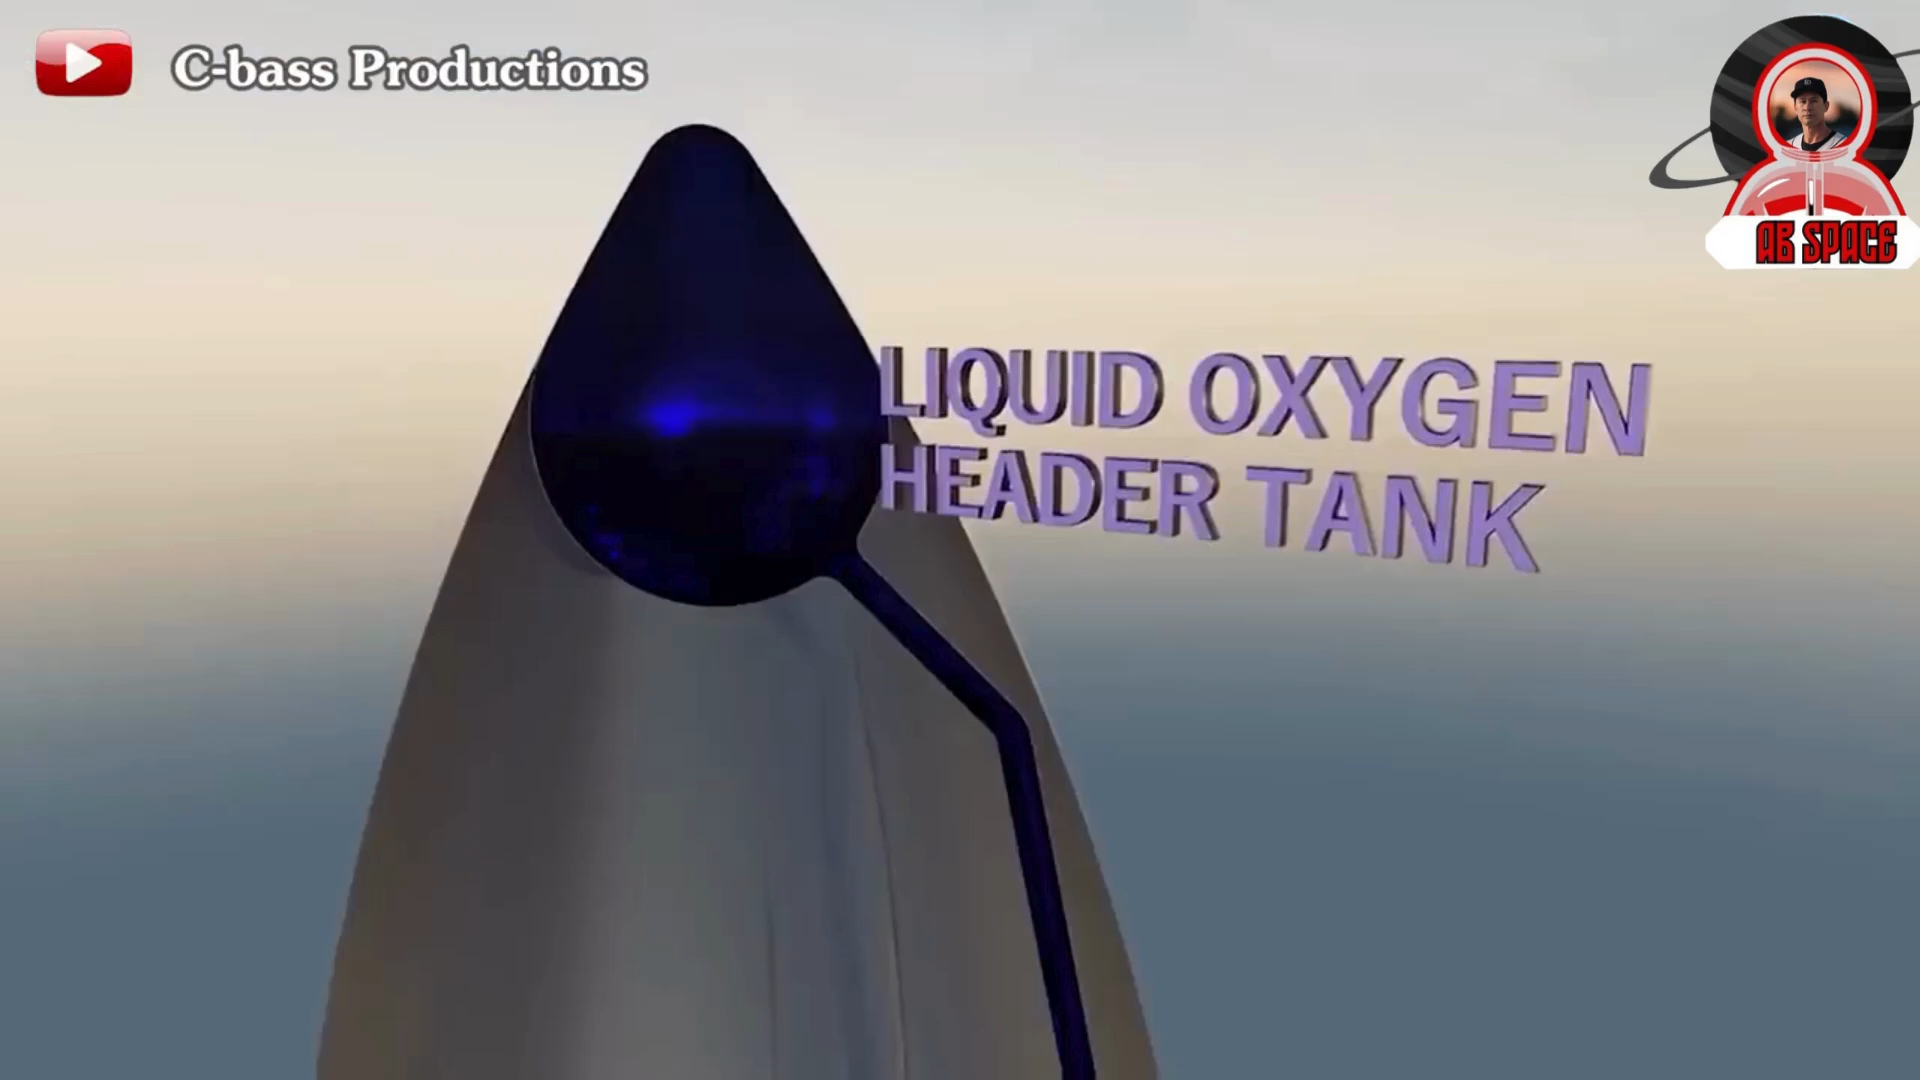 C-bass Productions
AB SPACE
LIQUID OXYGEN
HEADER TANK